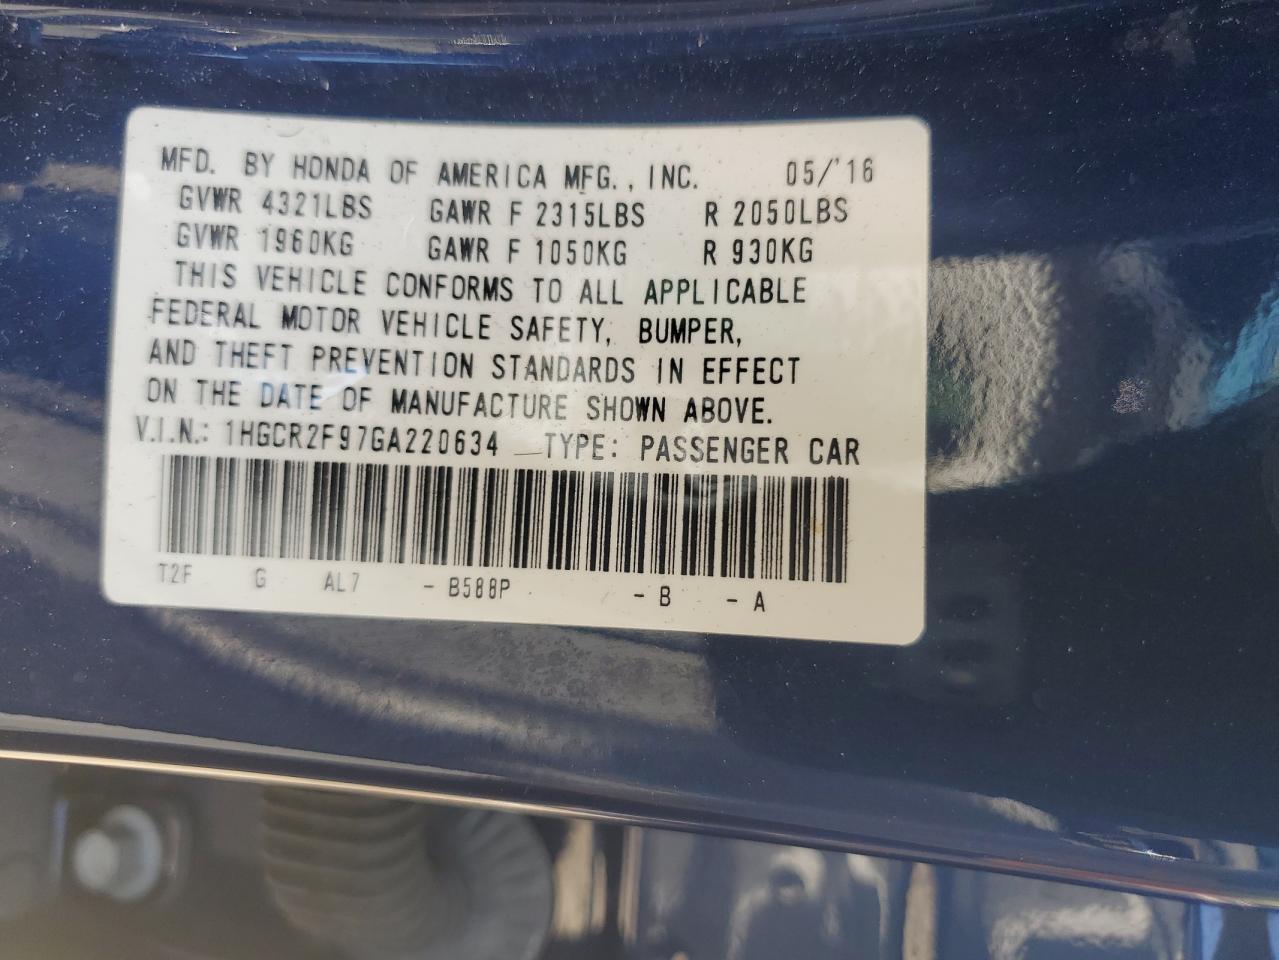 MFD. BY HONDA OF AMERICA MFG., INC. 05/'16
GVWR 4321LBS GAWR F 2315LBS R 2050LBS
GVWR 1960KG GAWR F 1050KG R 930KG
THIS VEHICLE CONFORMS TO ALL APPLICABLE
FEDERAL MOTOR VEHICLE SAFETY, BUMPER,
AND THEFT PREVENTION STANDARDS IN EFFECT
ON THE DATE OF MANUFACTURE SHOWN ABOVE.
V.I.N.: 1HGCR2F97GA220634 TYPE: PASSENGER CAR
T2F G AL7 - B588P - B - A